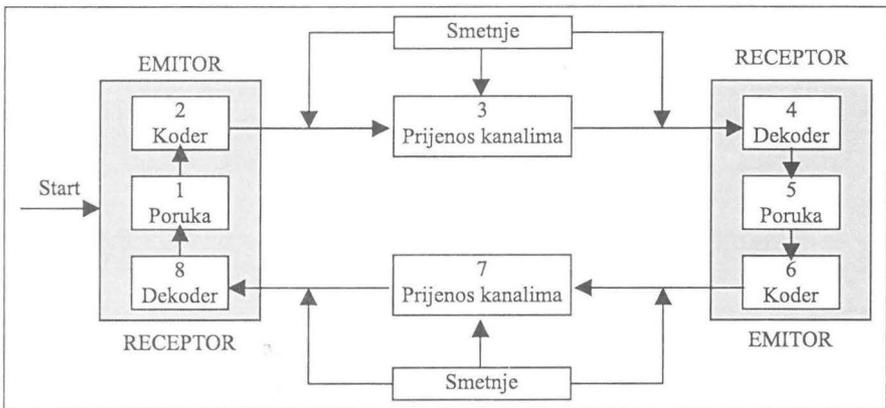 Smetnje
EMITOR
RECEPTOR
2
Koder
3
Prijenos kanalima
4
Dekoder
Start
1
Poruka
5
Poruka
8
Dekoder
7
Prijenos kanalima
6
Koder
RECEPTOR
EMITOR
Smetnje